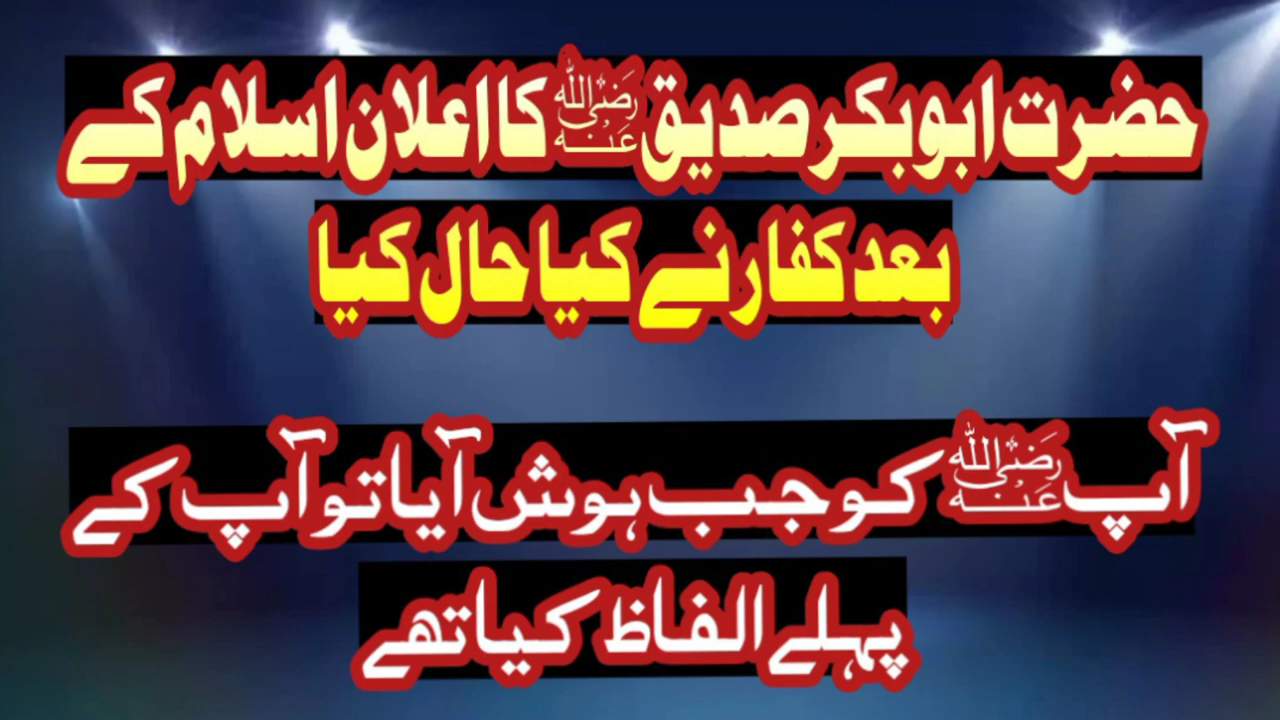 حضرت ابوبکر صدیق رضی اللہ عنہ کا اعلان اسلام کے
بعد کفار نے کیا حال کیا
آپ رضی اللہ عنہ کو جب ہوش آیا تو آپ کے
پہلے الفاظ کیا تھے